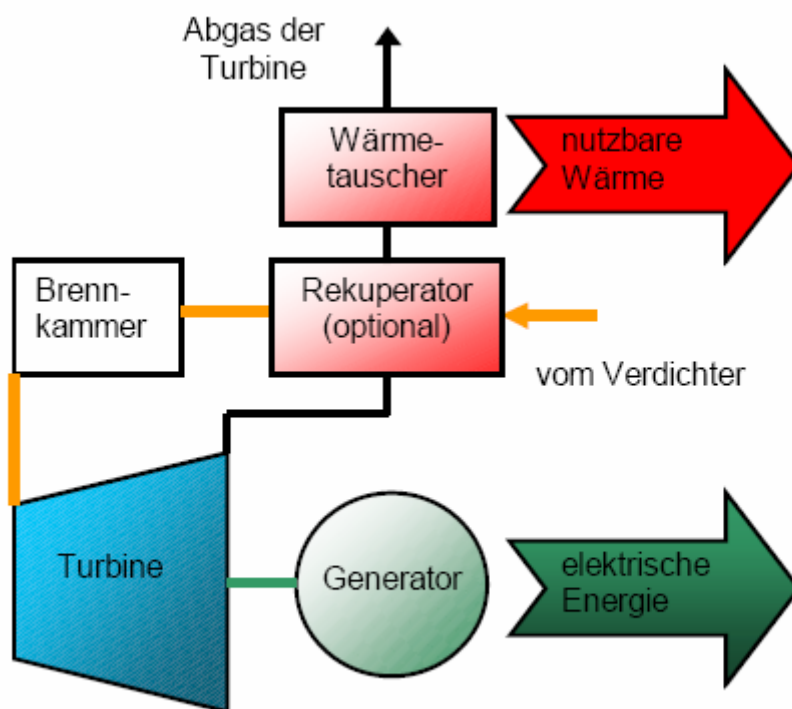 Abgas der
Turbine
Wärme-
tauscher
nutzbare
Wärme
Brenn-
kammer
Rekuperator
(optional)
vom Verdichter
Turbine
Generator
elektrische
Energie